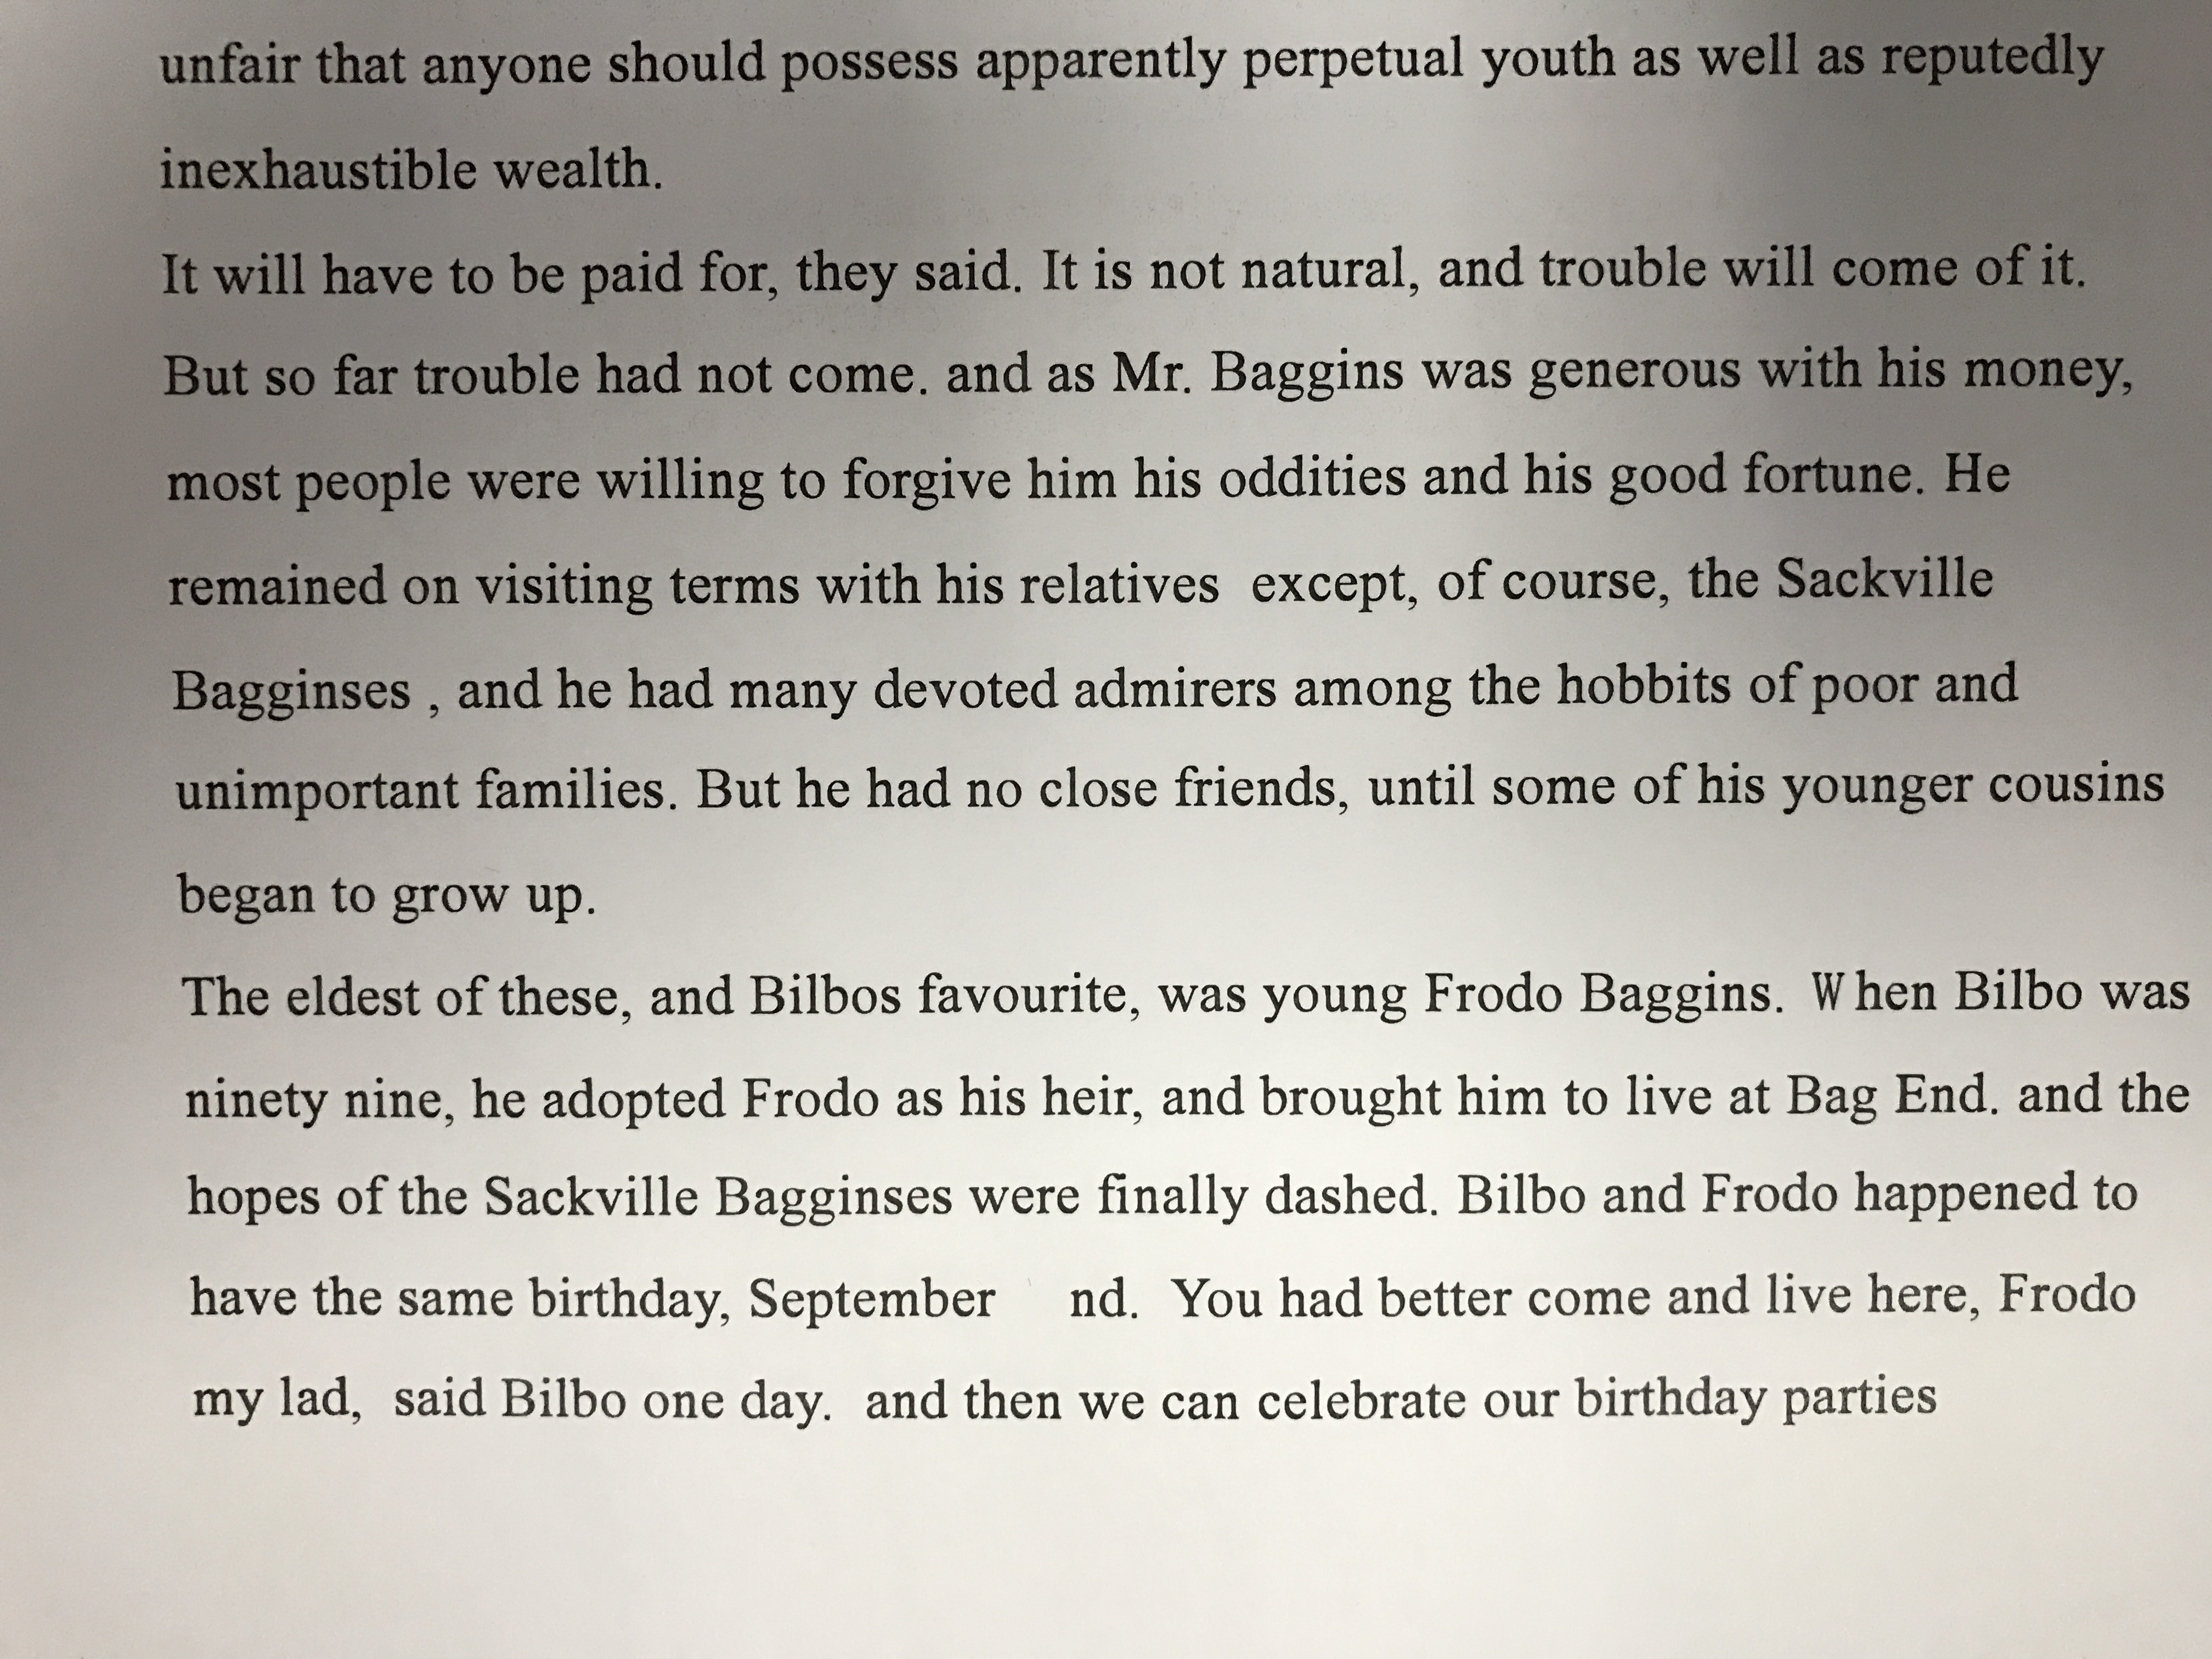 unfair that anyone should possess apparently perpetual youth as well as reputedly
inexhaustible wealth.
It will have to be paid for, they said. It is not natural, and trouble will come of it.
But so far trouble had not come. and as Mr. Baggins was generous with his money,
most people were willing to forgive him his oddities and his good fortune. He
remained on visiting terms with his relatives  except, of course, the Sackville
Bagginses , and he had many devoted admirers among the hobbits of poor and
unimportant families. But he had no close friends, until some of his younger cousins
began to grow up.
The eldest of these, and Bilbos favourite, was young Frodo Baggins.  W hen Bilbo was
ninety nine, he adopted Frodo as his heir, and brought him to live at Bag End. and the
hopes of the Sackville Bagginses were finally dashed. Bilbo and Frodo happened to
have the same birthday, September    nd.  You had better come and live here, Frodo
my lad,  said Bilbo one day.  and then we can celebrate our birthday parties